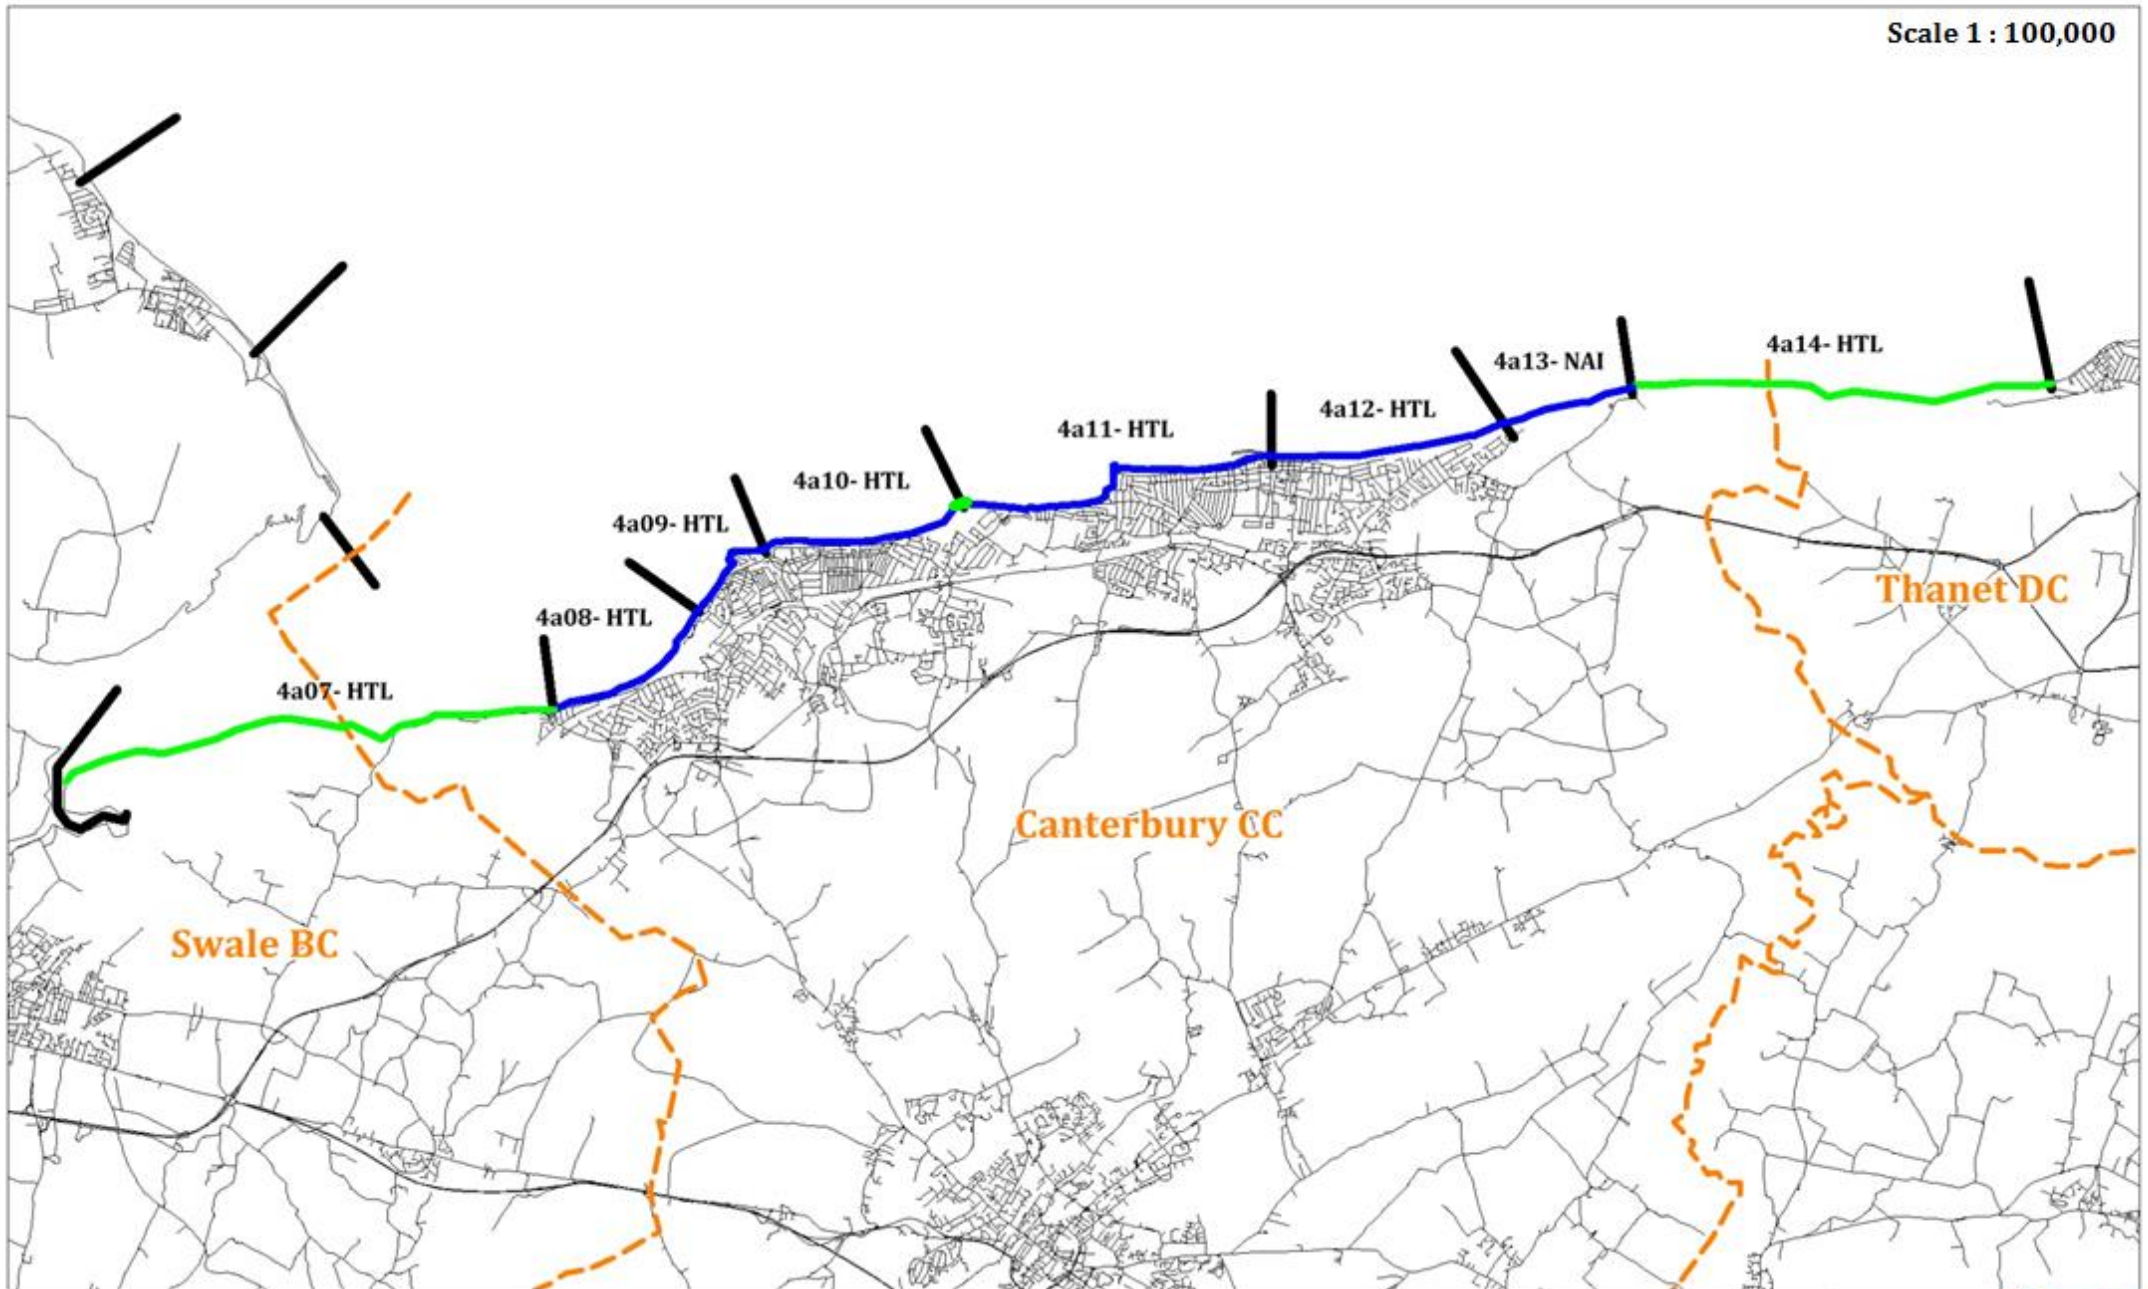 Scale 1 : 100,000
4a14- HTL
4a13- NAI
4a12- HTL
4a11- HTL
4a10- HTL
4a09- HTL
4a08- HTL
4a07- HTL
Thanet DC
Canterbury CC
Swale BC